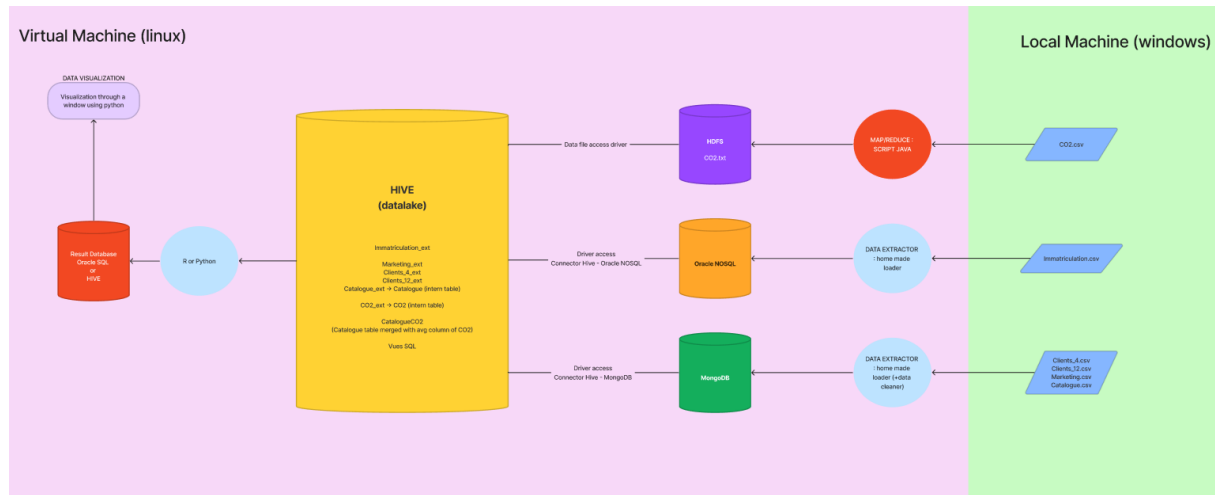 Virtual Machine (linux)
Local Machine (windows)
DATA VISUALIZATION
Visualization through a
window using python
Result Database
Oracle SQL
or
HIVE
R or Python
HIVE
(datalake)
Immatriculation_ext
Marketing_ext
Clients_4_ext
Clients_12_ext
Catalogue_ext → Catalogue (intern table)
CO2_ext → CO2 (intern table)
CatalogueCO2
(Catalogue table merged with avg column of CO2)
Vues SQL
Data file access driver
HDFS
CO2.txt
MAP/REDUCE :
SCRIPT JAVA
CO2.csv
Driver access
Connector Hive - Oracle NOSQL
Oracle NOSQL
DATA EXTRACTOR
: home made
loader
Immatriculation.csv
Driver access
Connector Hive - MongoDB
MongoDB
DATA EXTRACTOR
: home made
loader (+data
cleaner)
Clients_4.csv
Clients_12.csv
Marketing.csv
Catalogue.csv